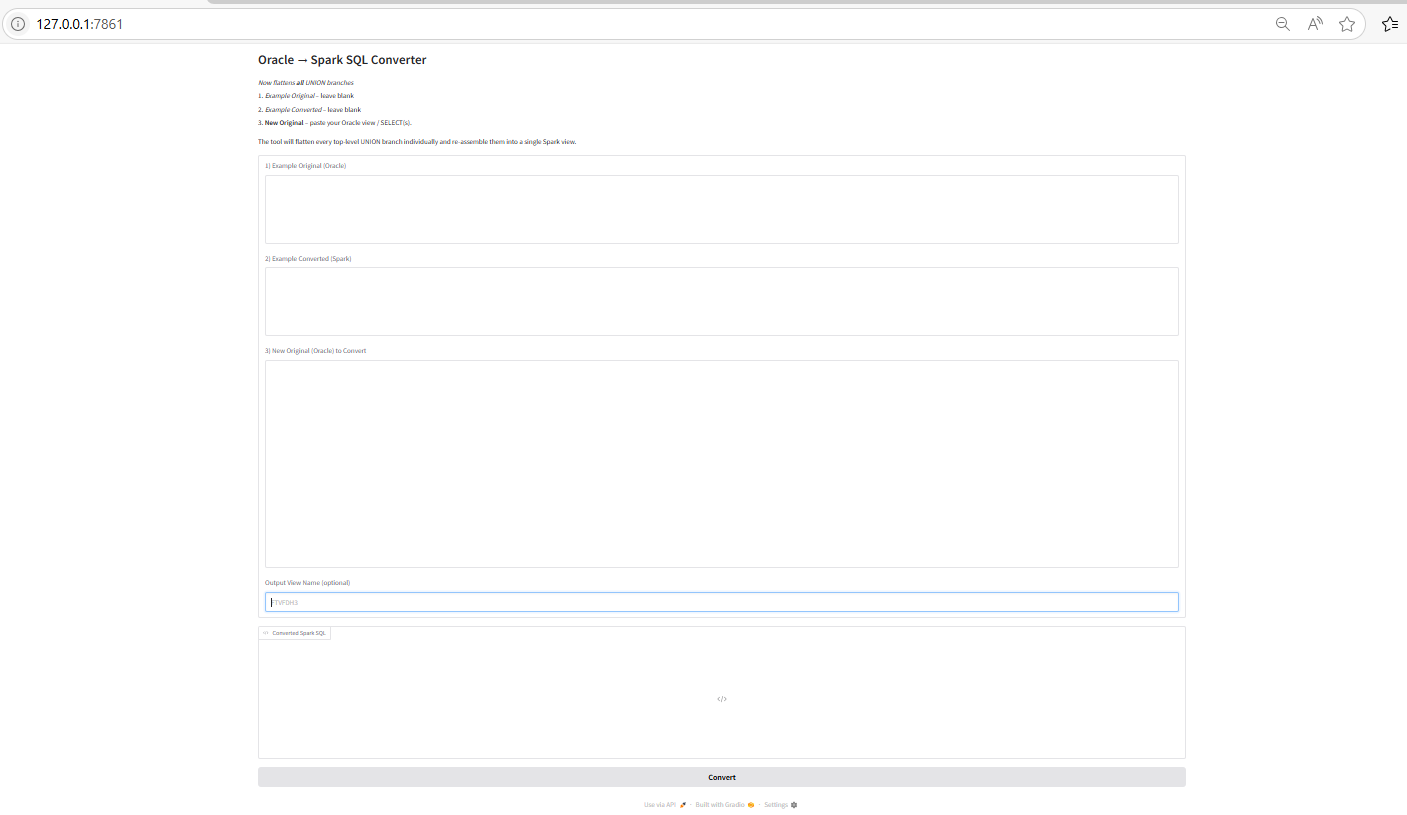 127.0.0.1:7861
Oracle → Spark SQL Converter
Now flattens all UNION branches
1. Example Original – leave blank
2. Example Converted – leave blank
3. New Original – paste your Oracle view / SELECT(s).
The tool will flatten every top-level UNION branch individually and re-assemble them into a single Spark view.
1) Example Original (Oracle)
2) Example Converted (Spark)
3) New Original (Oracle) to Convert
Output View Name (optional)
</> Converted Spark SQL
</>
Convert
Use via API · Built with Gradio · Settings